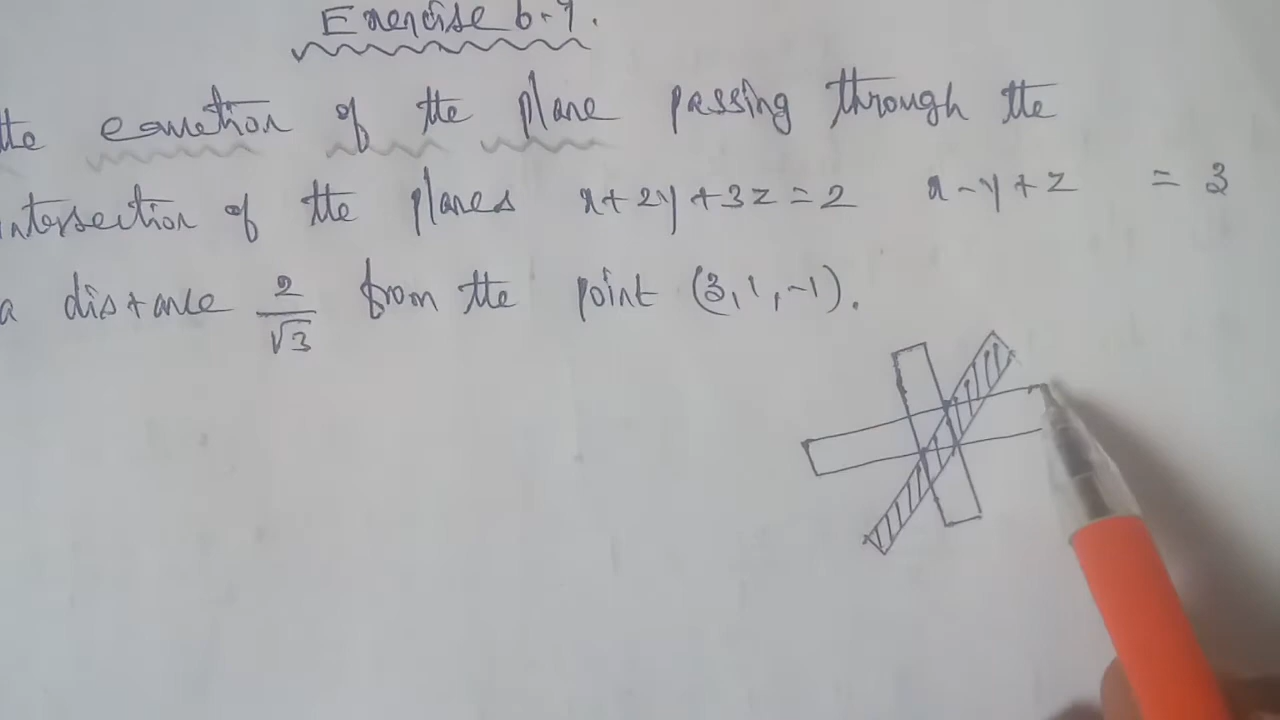 Exercise 6.9.
the equation of the plane passing through the
intersection of the planes x+2y+3z=2 x-y+z = 3
a distance 2/√3 from the point (3,1,-1).